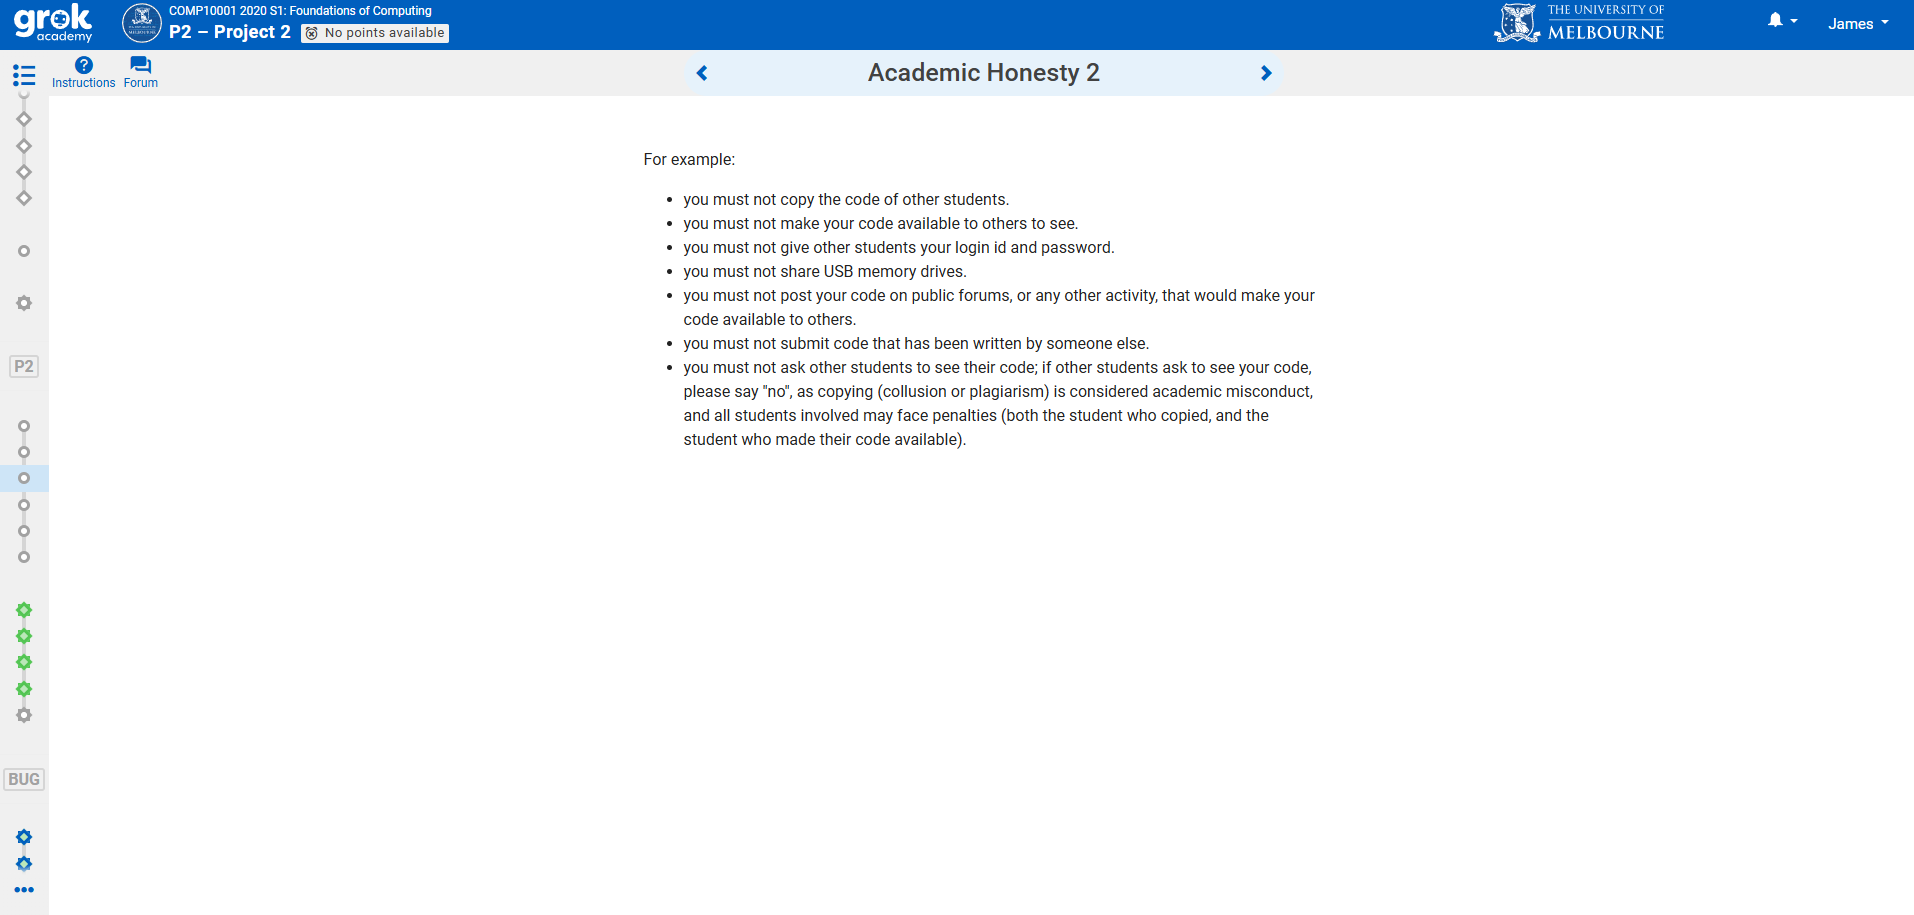 grok
academy
COMP10001 2020 S1: Foundations of Computing
P2 – Project 2
No points available
THE UNIVERSITY OF
MELBOURNE
James
Instructions
Forum
Academic Honesty 2
For example:
• you must not copy the code of other students.
• you must not make your code available to others to see.
• you must not give other students your login id and password.
• you must not share USB memory drives.
• you must not post your code on public forums, or any other activity, that would make your
code available to others.
• you must not submit code that has been written by someone else.
• you must not ask other students to see their code; if other students ask to see your code,
please say "no", as copying (collusion or plagiarism) is considered academic misconduct,
and all students involved may face penalties (both the student who copied, and the
student who made their code available).
P2
BUG